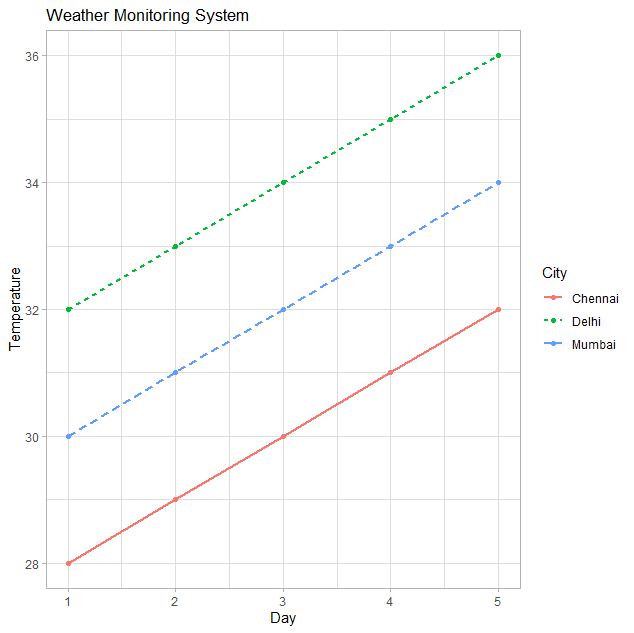 Weather Monitoring System
36
34
32
30
28
Temperature
1 2 3 4 5
Day
City
Chennai
Delhi
Mumbai